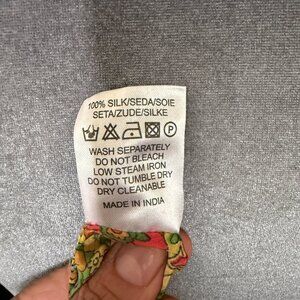 100% SILK/SEDA/SOIE
SETA/ZUDE/SILKE
P
WASH SEPARATELY
DO NOT BLEACH
LOW STEAM IRON
DO NOT TUMBLE DRY
DRY CLEANABLE
MADE IN INDIA